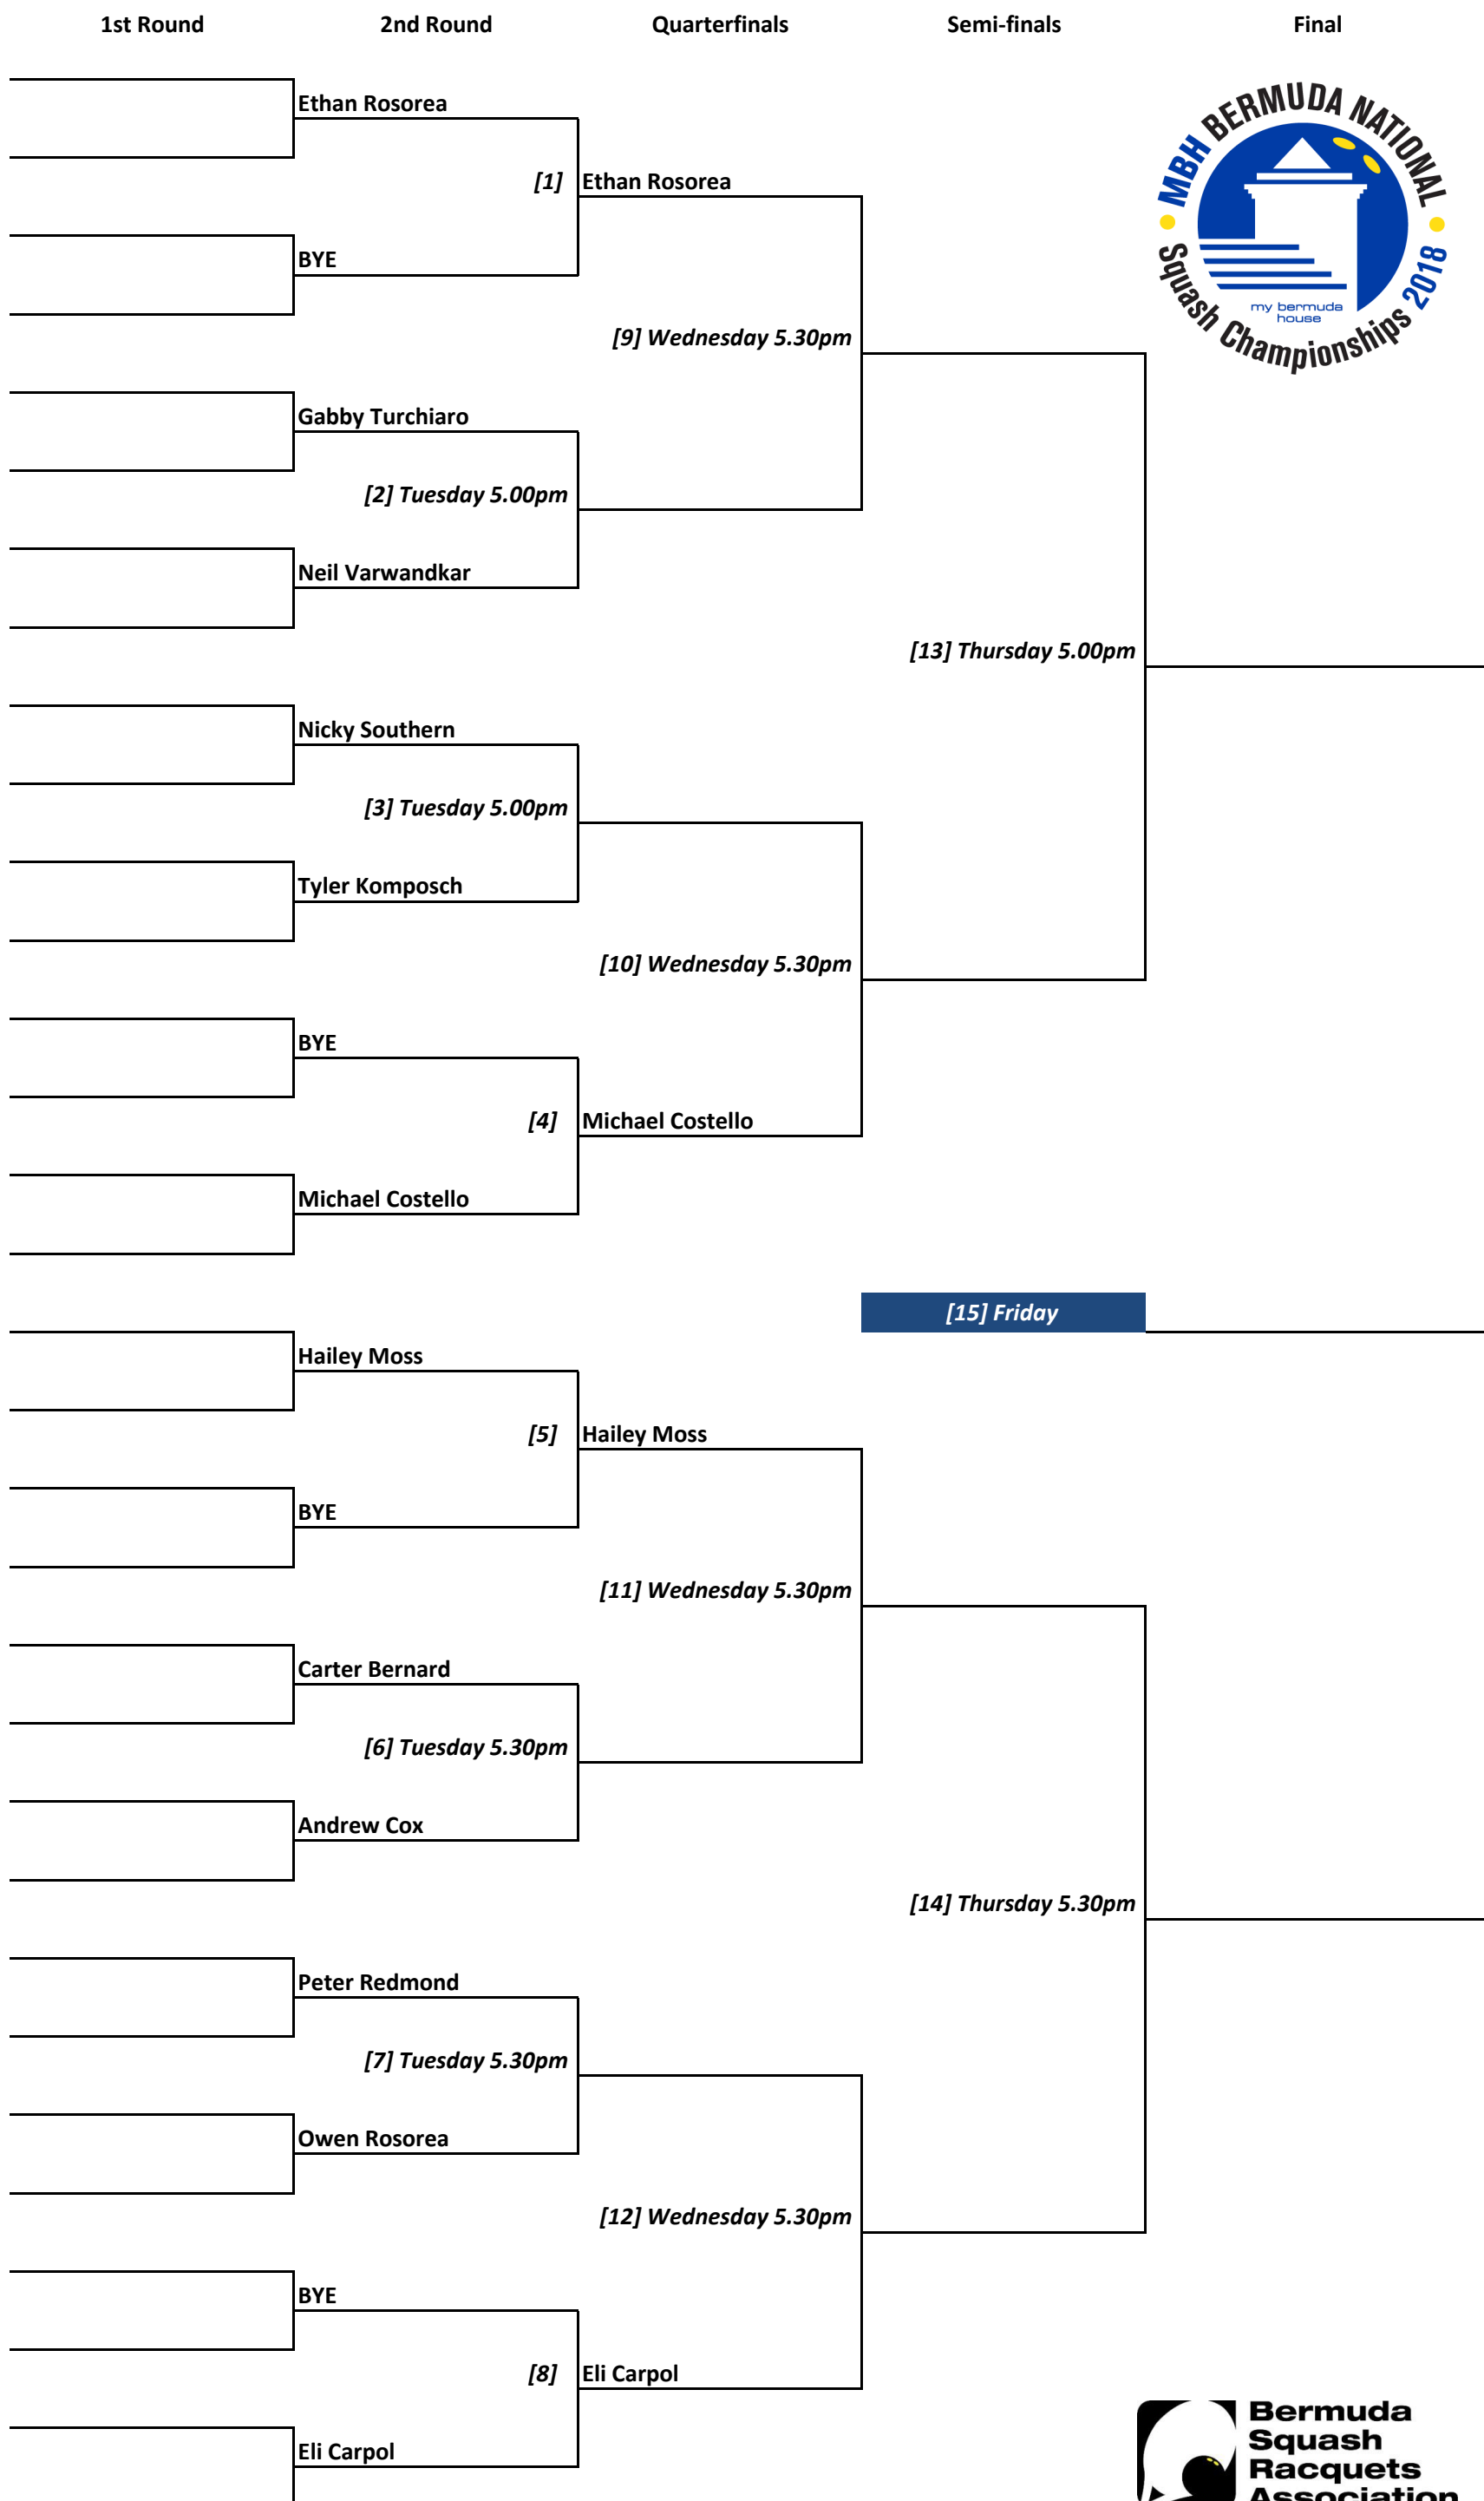 1st Round 2nd Round Quarterfinals Semi-finals Final
MBH BERMUDA NATIONAL
Squash Championships 2018
my bermuda
house
Ethan Rosorea
[1] Ethan Rosorea
BYE
[9] Wednesday 5.30pm
Gabby Turchiaro
[2] Tuesday 5.00pm
Neil Varwandkar
[13] Thursday 5.00pm
Nicky Southern
[3] Tuesday 5.00pm
Tyler Komposch
[10] Wednesday 5.30pm
BYE
[4] Michael Costello
Michael Costello
[15] Friday
Hailey Moss
[5] Hailey Moss
BYE
[11] Wednesday 5.30pm
Carter Bernard
[6] Tuesday 5.30pm
Andrew Cox
[14] Thursday 5.30pm
Peter Redmond
[7] Tuesday 5.30pm
Owen Rosorea
[12] Wednesday 5.30pm
BYE
[8] Eli Carpol
Eli Carpol
Bermuda
Squash
Racquets
Association